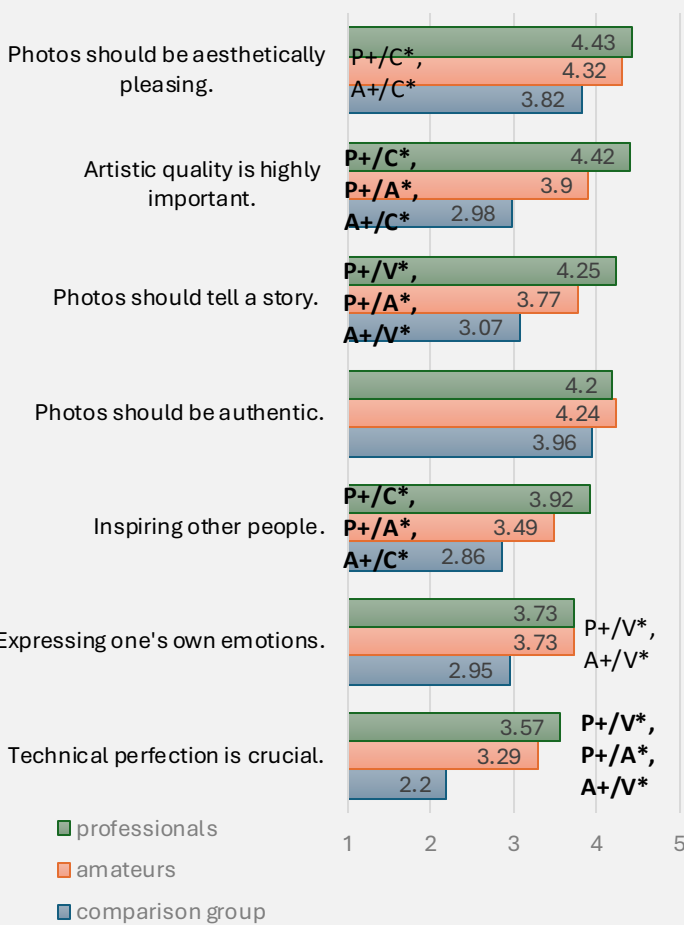 Photos should be aesthetically
pleasing.
P+/C*,
A+/C*
4.43
4.32
3.82
Artistic quality is highly
important.
P+/C*,
P+/A*,
A+/C*
4.42
3.9
2.98
Photos should tell a story.
P+/V*,
P+/A*,
A+/V*
4.25
3.77
3.07
Photos should be authentic.
4.2
4.24
3.96
Inspiring other people.
P+/C*,
P+/A*,
A+/C*
3.92
3.49
2.86
Expressing one's own emotions.
3.73
3.73
2.95
P+/V*,
A+/V*
Technical perfection is crucial.
3.57
3.29
2.2
P+/V*,
P+/A*,
A+/V*
1 2 3 4 5
professionals
amateurs
comparison group